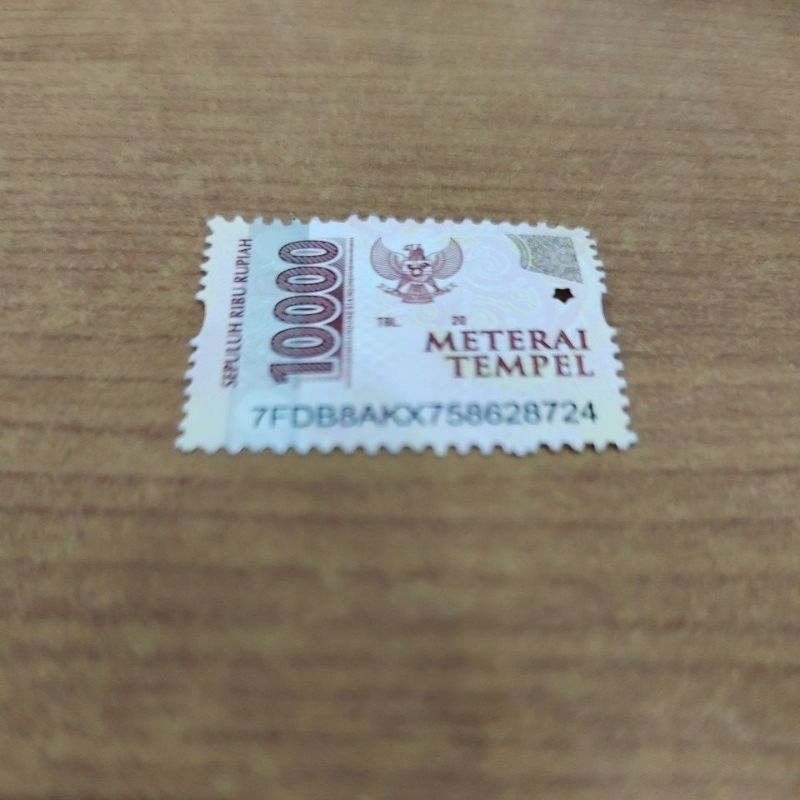 SEPULUH RIBU RUPIAH
10000
TGL. 20
METERAI
TEMPEL
7FDB8AKX758628724